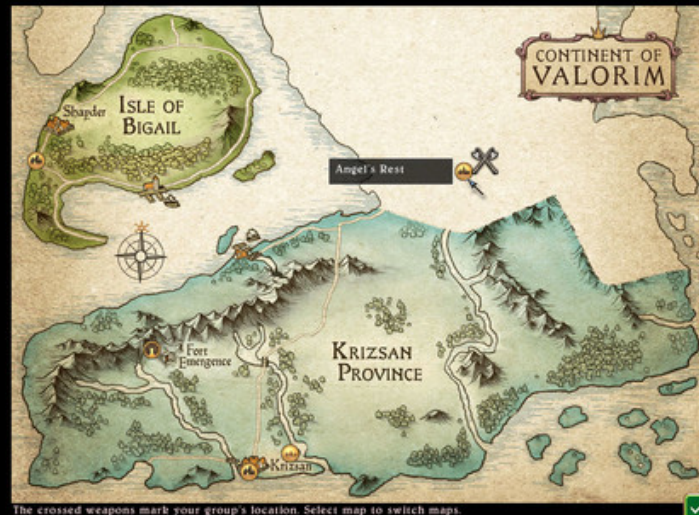 CONTINENT OF
VALORIM
ISLE OF
BIGAIL
Shayder
Angel's Rest
Fort
Emergence
KRIZSAN
PROVINCE
Krizsan
The crossed weapons mark your group's location. Select map to switch maps.